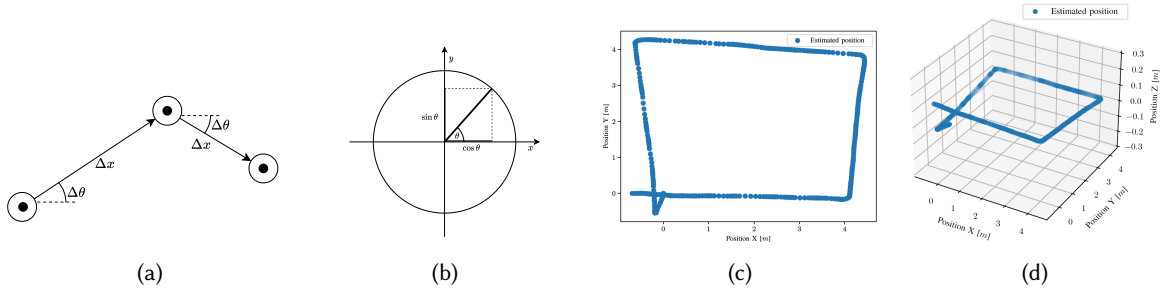 Δθ
Δx
Δx
Δθ
(a)
y
sin θ
θ
cos θ
x
(b)
Estimated position
Position Y [m]
4
3
2
1
0
0
1
2
3
4
Position X [m]
(c)
Estimated position
0.3
0.2
0.1
0.0
−0.1
−0.2
−0.3
Position Z [m]
4
3
2
1
0
Position Y [m]
0
1
2
3
4
Position X [m]
(d)